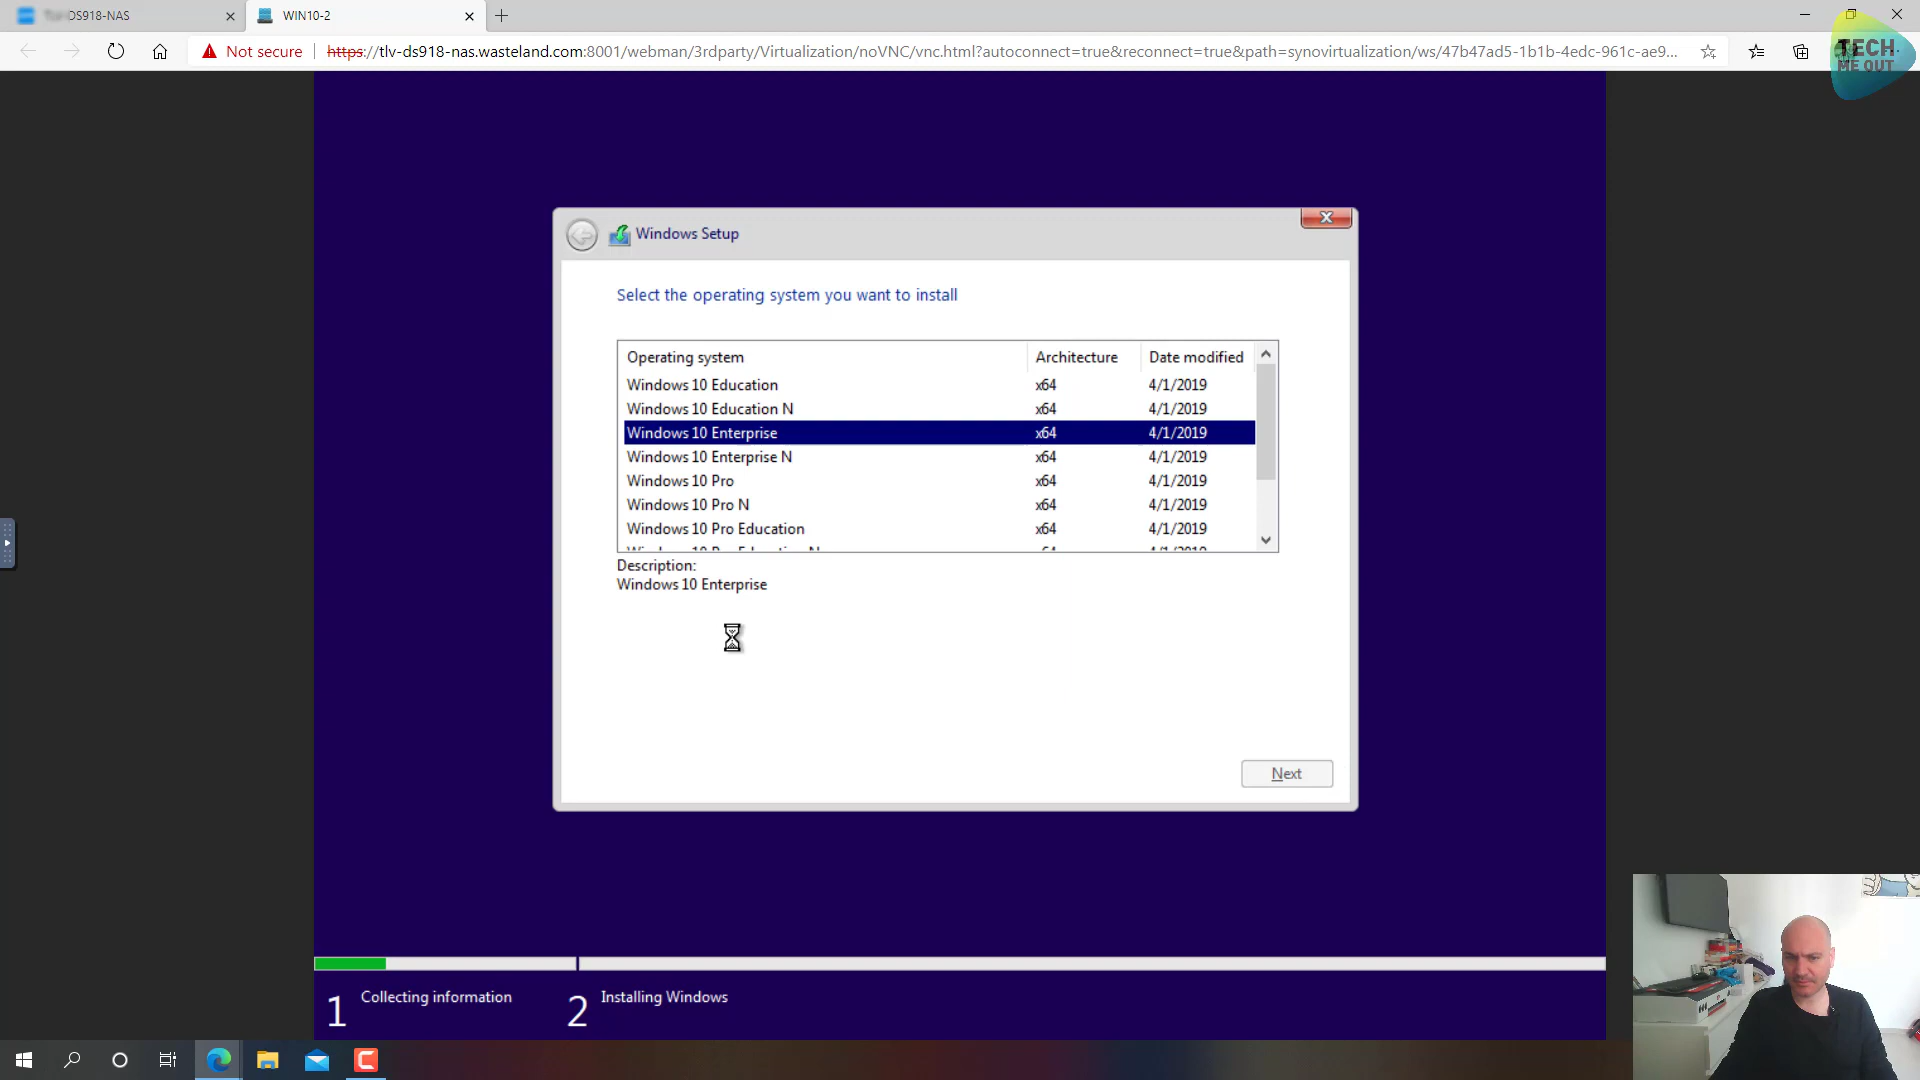 DS918-NAS
WIN10-2
Not secure
https://tlv-ds918-nas.wasteland.com:8001/webman/3rdparty/Virtualization/noVNC/vnc.html?autoconnect=true&reconnect=true&path=synovirtualization/ws/47b47ad5-1b1b-4edc-961c-ae9...
TECH
ME OUT
Windows Setup
Select the operating system you want to install
Operating system Architecture Date modified
Windows 10 Education x64 4/1/2019
Windows 10 Education N x64 4/1/2019
Windows 10 Enterprise x64 4/1/2019
Windows 10 Enterprise N x64 4/1/2019
Windows 10 Pro x64 4/1/2019
Windows 10 Pro N x64 4/1/2019
Windows 10 Pro Education x64 4/1/2019
Description:
Windows 10 Enterprise
Next
1 Collecting information
2 Installing Windows